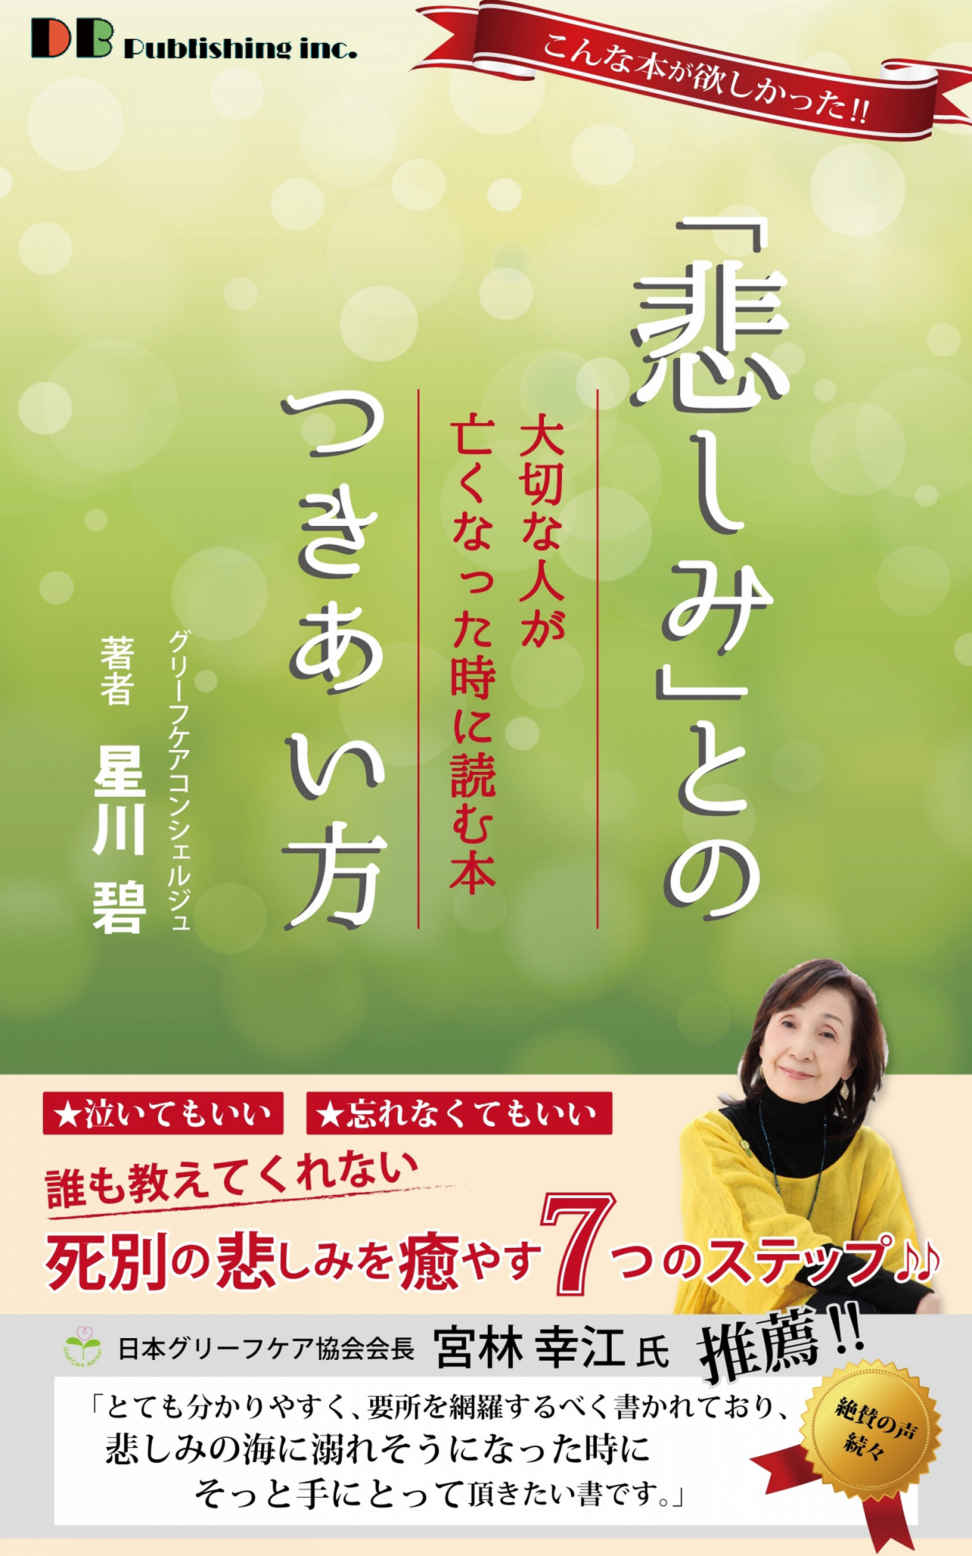 DB Publishing inc.
こんな本が欲しかった!!
「悲しみ」との
大切な人が
亡くなった時に読む本
つきあい方
グリーフケアコンシェルジュ
著者 星川 碧
★泣いてもいい
★忘れなくてもいい
誰も教えてくれない
死別の悲しみを癒やす7つのステップ♪♪
日本グリーフケア協会会長 宮林 幸江 氏 推薦!!
「とても分かりやすく、要所を網羅するべく書かれており、
悲しみの海に溺れそうになった時に
そっと手にとって頂きたい書です。」
絶賛の声
続々